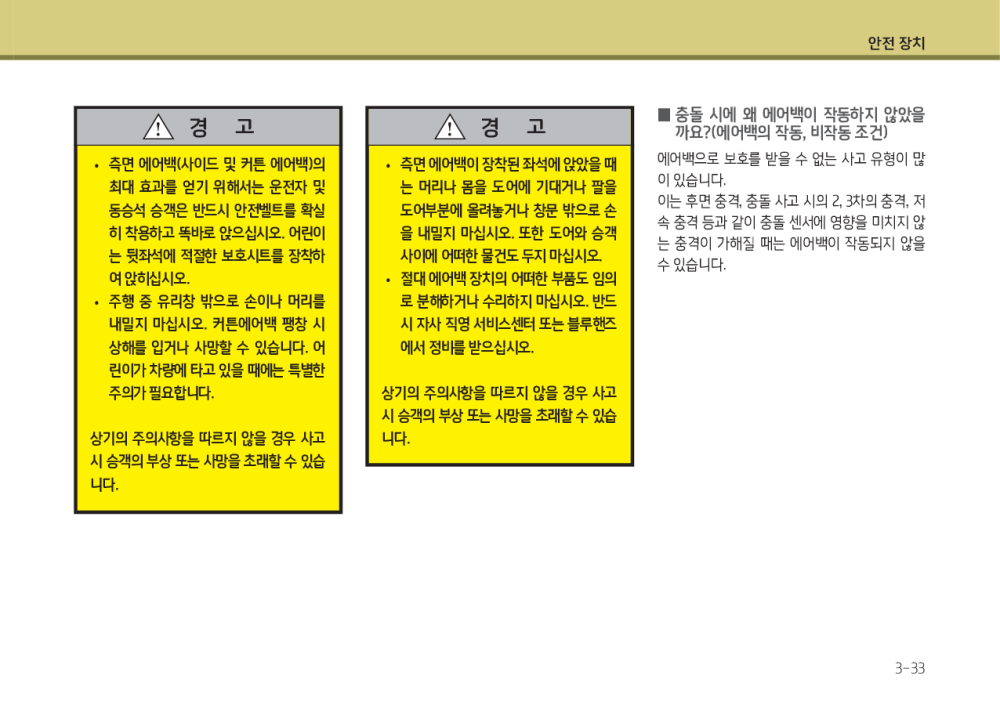 안전 장치
경 고
• 측면 에어백(사이드 및 커튼 에어백)의
최대 효과를 얻기 위해서는 운전자 및
동승석 승객은 반드시 안전벨트를 확실
히 착용하고 똑바로 앉으십시오. 어린이
는 뒷좌석에 적절한 보호시트를 장착하
여 앉히십시오.
• 주행 중 유리창 밖으로 손이나 머리를
내밀지 마십시오. 커튼에어백 팽창 시
상해를 입거나 사망할 수 있습니다. 어
린이가 차량에 타고 있을 때에는 특별한
주의가 필요합니다.
상기의 주의사항을 따르지 않을 경우 사고
시 승객의 부상 또는 사망을 초래할 수 있습
니다.
경 고
• 측면 에어백이 장착된 좌석에 앉았을 때
는 머리나 몸을 도어에 기대거나 팔을
도어부분에 올려놓거나 창문 밖으로 손
을 내밀지 마십시오. 또한 도어와 승객
사이에 어떠한 물건도 두지 마십시오.
• 절대 에어백 장치의 어떠한 부품도 임의
로 분해하거나 수리하지 마십시오. 반드
시 자사 직영 서비스센터 또는 블루핸즈
에서 정비를 받으십시오.
상기의 주의사항을 따르지 않을 경우 사고
시 승객의 부상 또는 사망을 초래할 수 있습
니다.
■ 충돌 시에 왜 에어백이 작동하지 않았을
까요?(에어백의 작동, 비작동 조건)
에어백으로 보호를 받을 수 없는 사고 유형이 많
이 있습니다.
이는 후면 충격, 충돌 사고 시의 2, 3차의 충격, 저
속 충격 등과 같이 충돌 센서에 영향을 미치지 않
는 충격이 가해질 때는 에어백이 작동되지 않을
수 있습니다.
3-33